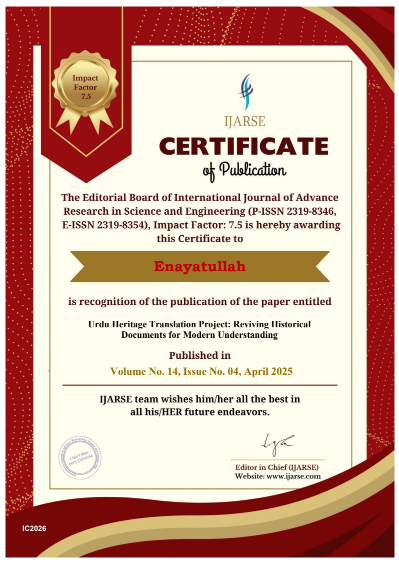 Impact
Factor
7.5
IJARSE
CERTIFICATE
of Publication
The Editorial Board of International Journal of Advance
Research in Science and Engineering (P-ISSN 2319-8346,
E-ISSN 2319-8354), Impact Factor: 7.5 is hereby awarding
this Certificate to
Enayatullah
is recognition of the publication of the paper entitled
Urdu Heritage Translation Project: Reviving Historical
Documents for Modern Understanding
Published in
Volume No. 14, Issue No. 04, April 2025
IJARSE team wishes him/her all the best in
all his/HER future endeavors.
Chief Editor
Editor in Chief (IJARSE)
Website: www.ijarse.com
IC2026